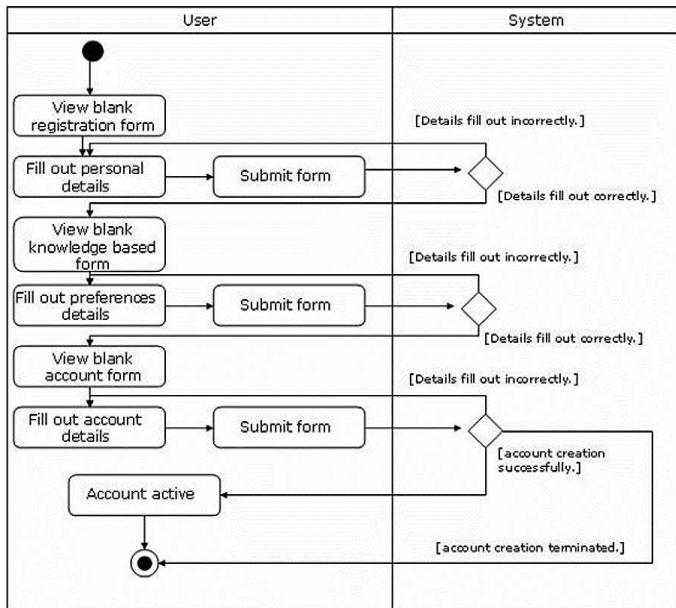 User
System
View blank
registration form
[Details fill out incorrectly.]
Fill out personal
details
Submit form
[Details fill out correctly.]
View blank
knowledge based
form
[Details fill out incorrectly.]
Fill out preferences
details
Submit form
[Details fill out correctly.]
View blank
account form
[Details fill out incorrectly.]
Fill out account
details
Submit form
[account creation
successfully.]
Account active
[account creation terminated.]